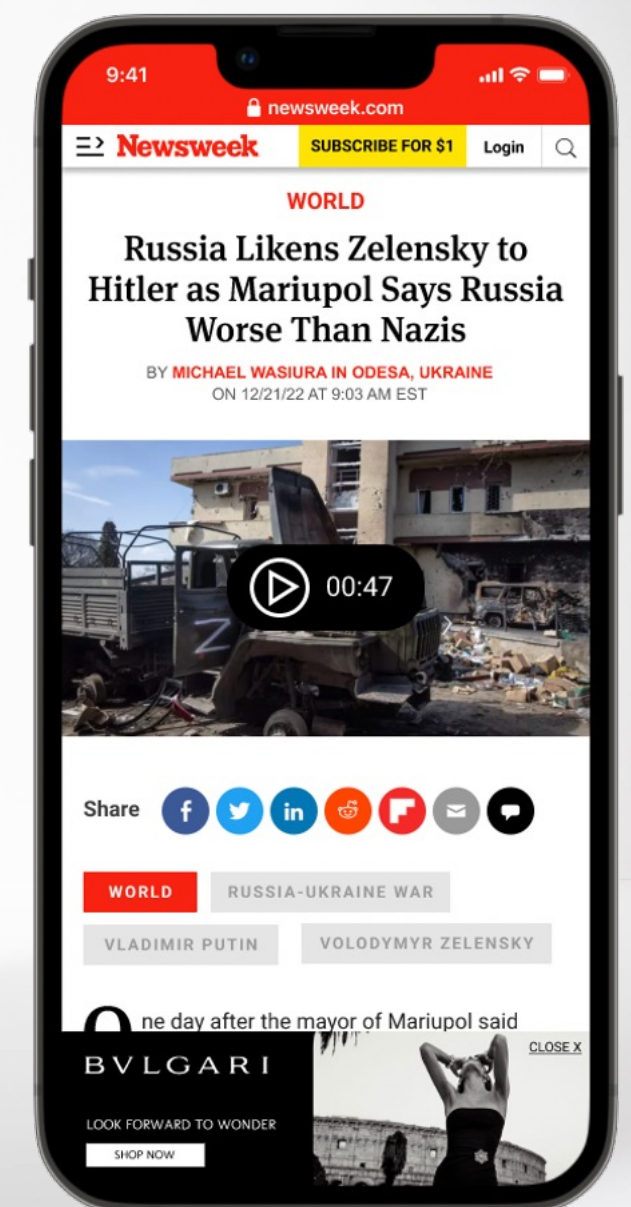 9:41
newsweek.com
Newsweek
SUBSCRIBE FOR $1
Login
WORLD
Russia Likens Zelensky to
Hitler as Mariupol Says Russia
Worse Than Nazis
BY MICHAEL WASIURA IN ODESA, UKRAINE
ON 12/21/22 AT 9:03 AM EST
Z
00:47
Share
f
in
WORLD
RUSSIA-UKRAINE WAR
VLADIMIR PUTIN
VOLODYMYR ZELENSKY
One day after the mayor of Mariupol said
BVLGARI
CLOSE X
LOOK FORWARD TO WONDER
SHOP NOW